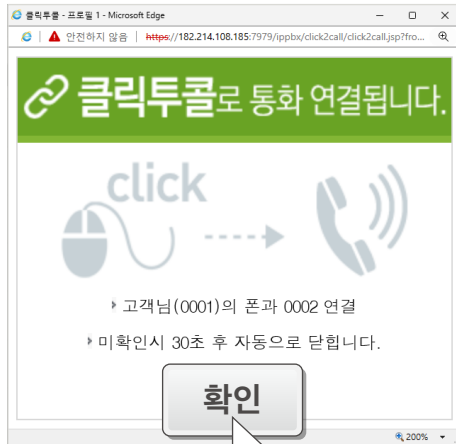 클릭투콜 - 프로필 1 - Microsoft Edge
안전하지 않음 https://182.214.108.185:7979/ippbx/click2call/click2call.jsp?fro...
클릭투콜로 통화 연결됩니다.
click
고객님(0001)의 폰과 0002 연결
미확인시 30초 후 자동으로 닫힙니다.
확인
200%